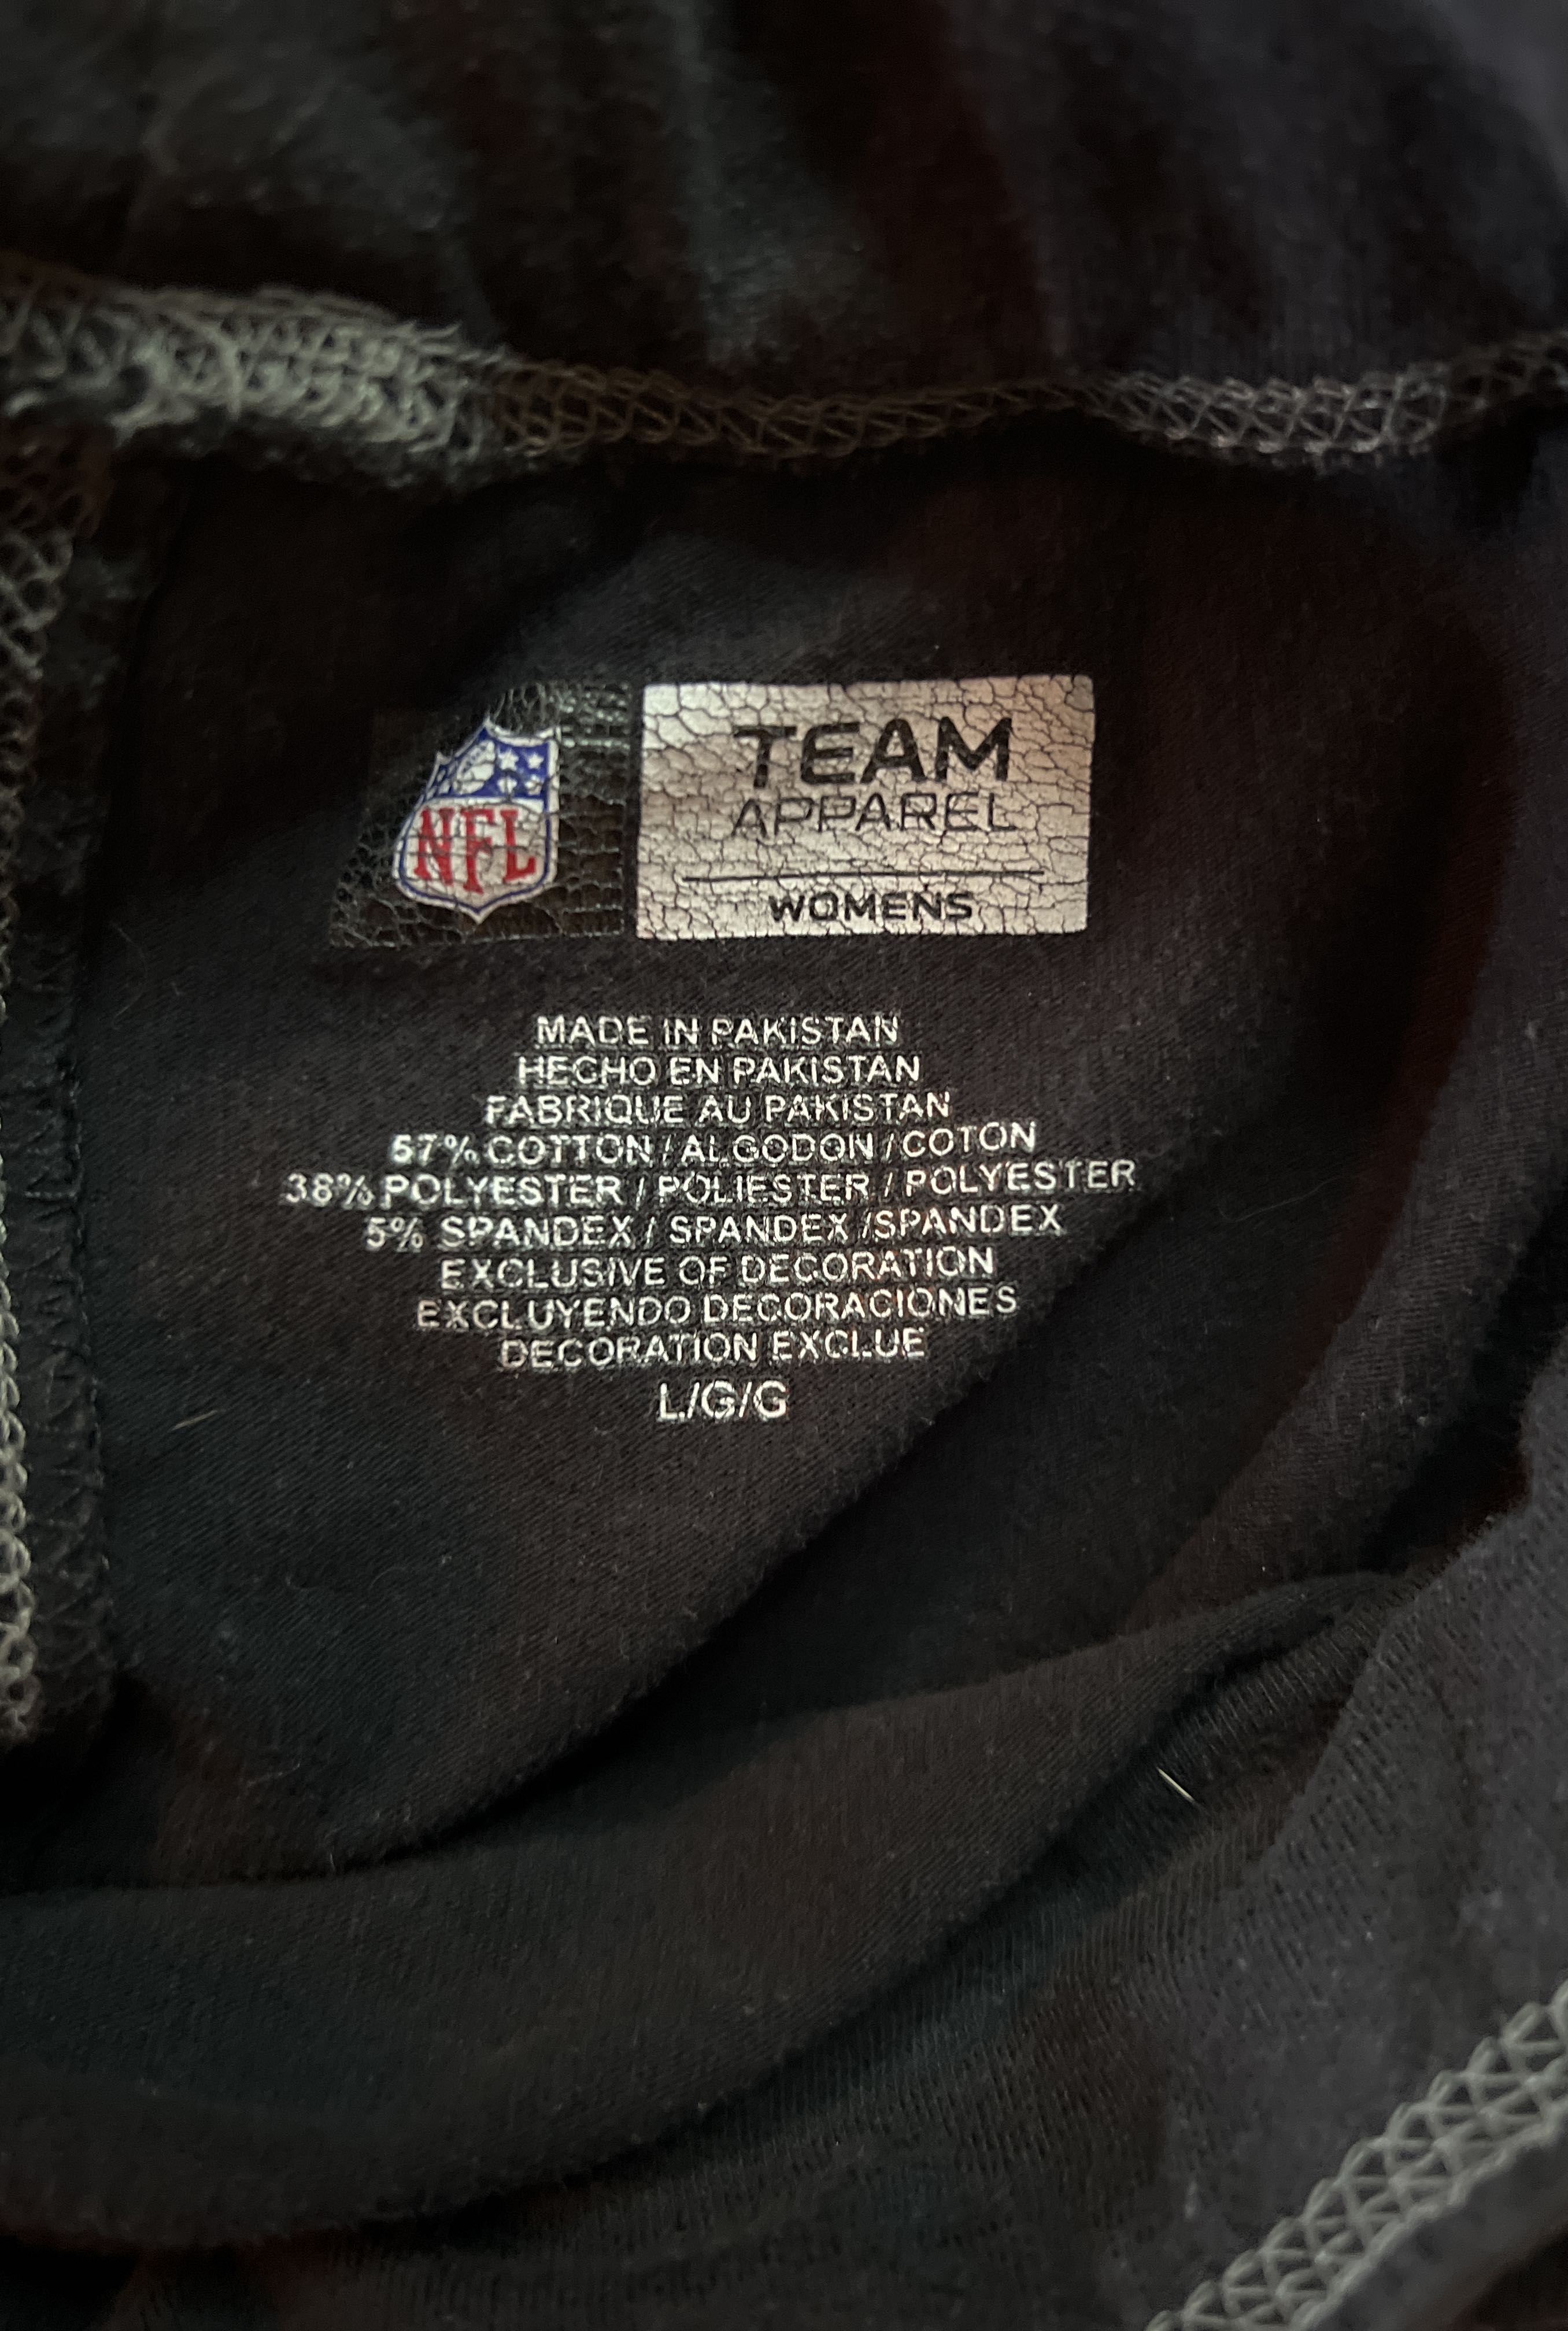 NFL
TEAM
APPAREL
WOMENS
MADE IN PAKISTAN
HECHO EN PAKISTAN
FABRIQUE AU PAKISTAN
57% COTTON / ALGODON / COTON
38% POLYESTER / POLIESTER / POLYESTER
5% SPANDEX / SPANDEX /SPANDEX
EXCLUSIVE OF DECORATION
EXCLUYENDO DECORACIONES
DECORATION EXCLUE
L/G/G